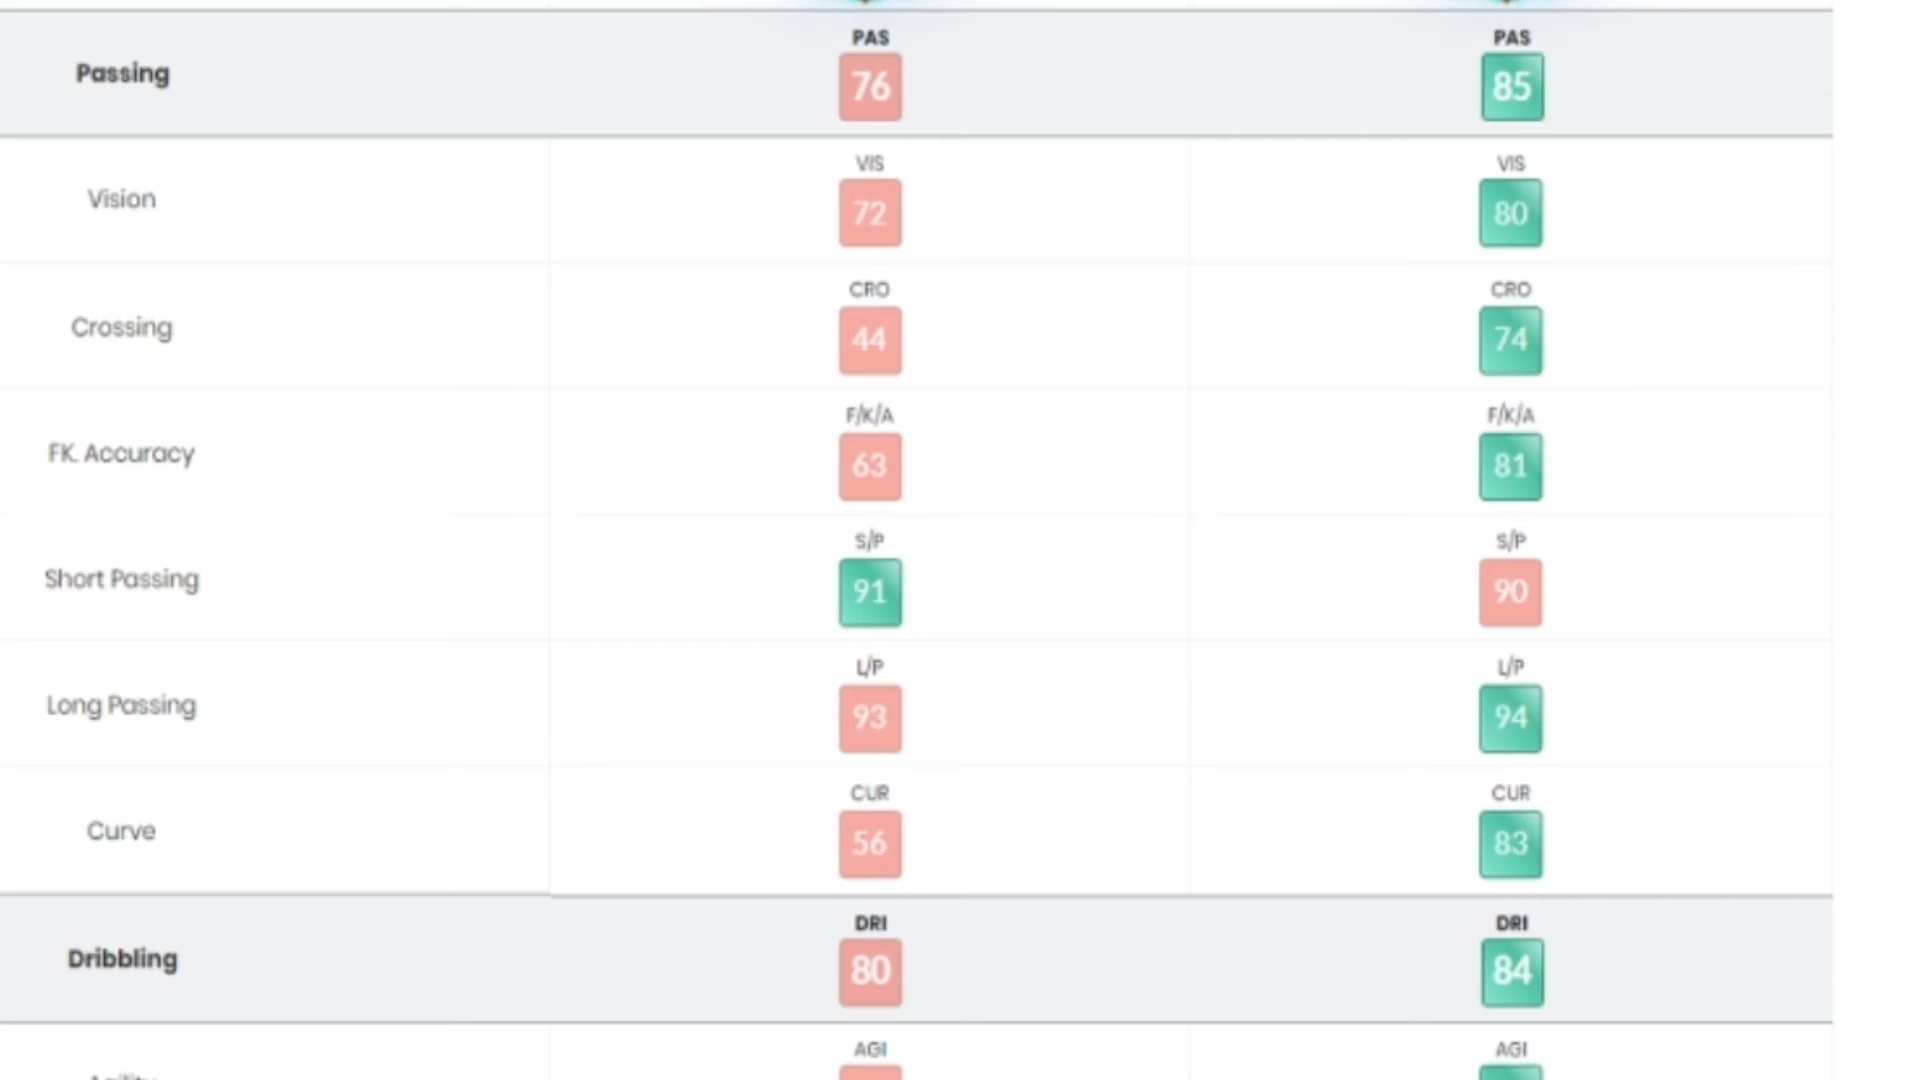 PAS PAS
Passing 76 85
VIS VIS
Vision 72 80
CRO CRO
Crossing 44 74
F/K/A F/K/A
FK. Accuracy 63 81
S/P S/P
Short Passing 91 90
L/P L/P
Long Passing 93 94
CUR CUR
Curve 56 83
DRI DRI
Dribbling 80 84
AGI AGI